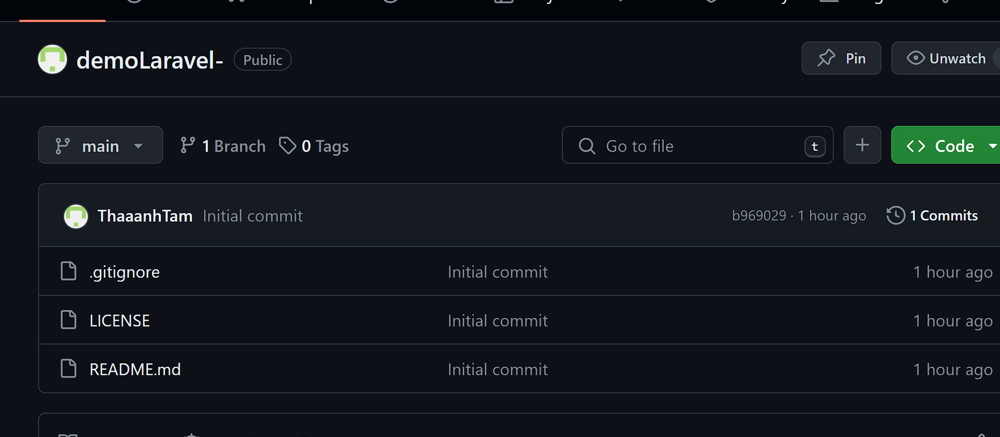 demoLaravel- Public
Pin
Unwatch
main
1 Branch
0 Tags
Go to file
t
Code
ThaaanhTam Initial commit
b969029 · 1 hour ago
1 Commits
.gitignore Initial commit 1 hour ago
LICENSE Initial commit 1 hour ago
README.md Initial commit 1 hour ago